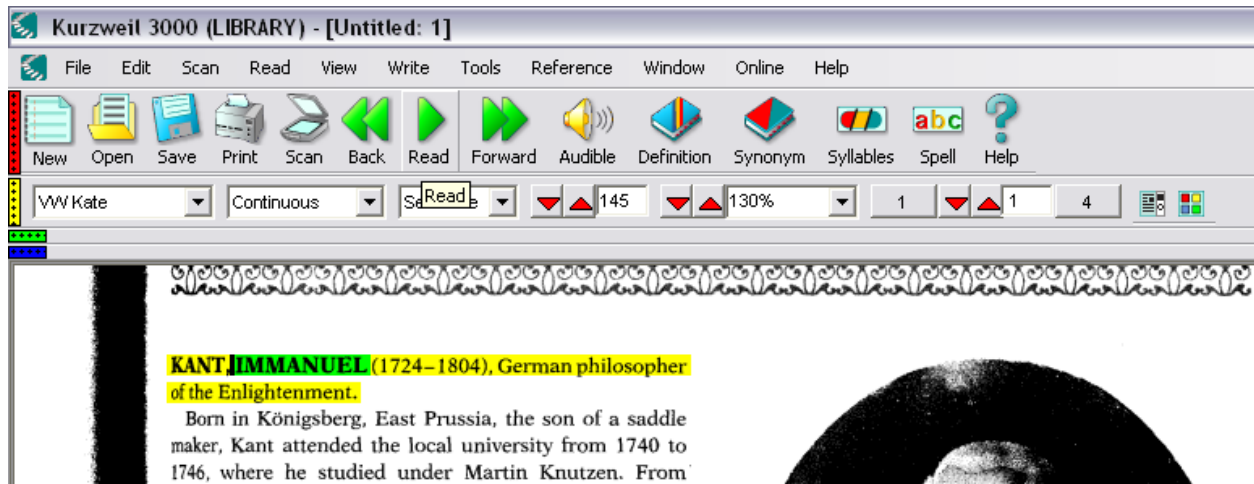 Kurzweil 3000 (LIBRARY) - [Untitled: 1]
File Edit Scan Read View Write Tools Reference Window Online Help
abc
New Open Save Print Scan Back Read Forward Audible Definition Synonym Syllables Spell Help
VW Kate Continuous Se e 145 130% 1 1 4
Read
KANT, IMMANUEL (1724–1804), German philosopher
of the Enlightenment.
Born in Königsberg, East Prussia, the son of a saddle
maker, Kant attended the local university from 1740 to
1746, where he studied under Martin Knutzen. From